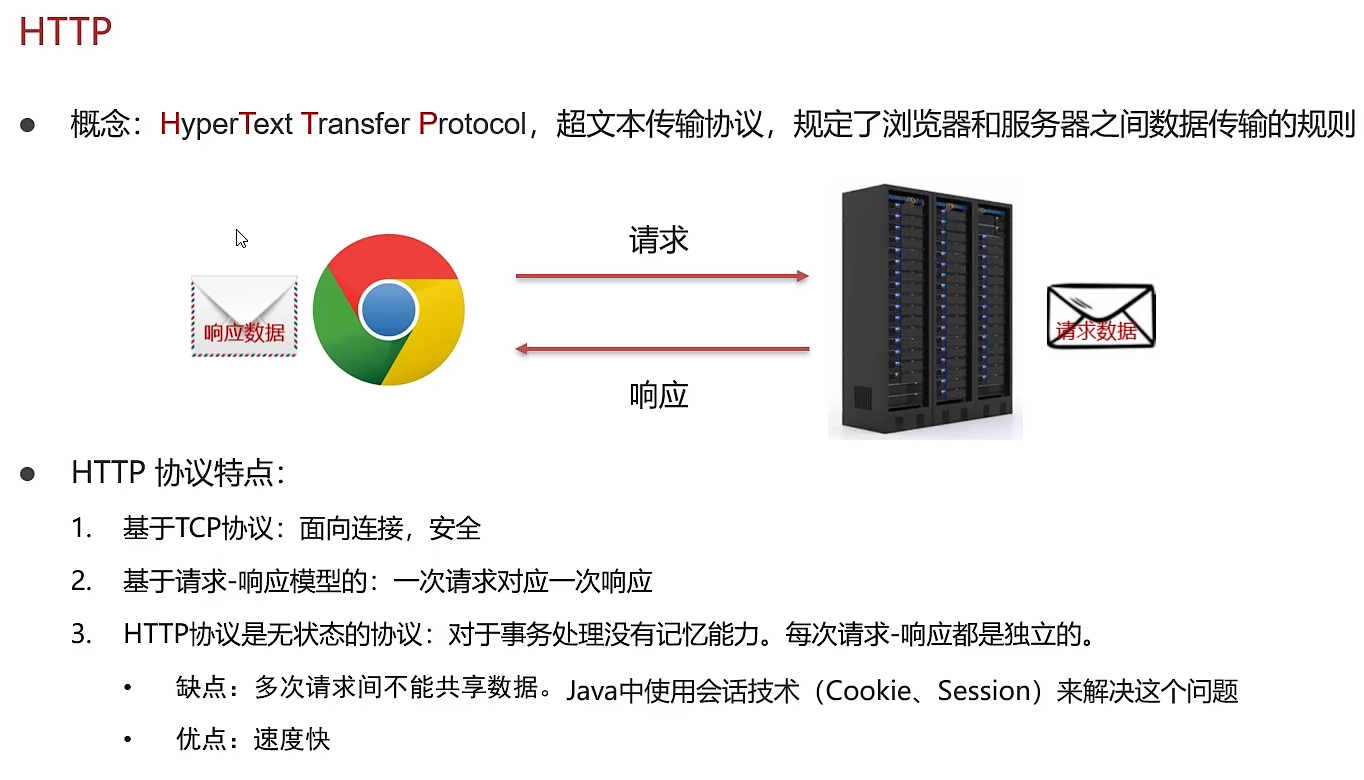 HTTP
● 概念：HyperText Transfer Protocol，超文本传输协议，规定了浏览器和服务器之间数据传输的规则
请求
响应数据
请求数据
响应
● HTTP 协议特点：
1. 基于TCP协议：面向连接，安全
2. 基于请求-响应模型的：一次请求对应一次响应
3. HTTP协议是无状态的协议：对于事务处理没有记忆能力。每次请求-响应都是独立的。
• 缺点：多次请求间不能共享数据。Java中使用会话技术（Cookie、Session）来解决这个问题
• 优点：速度快